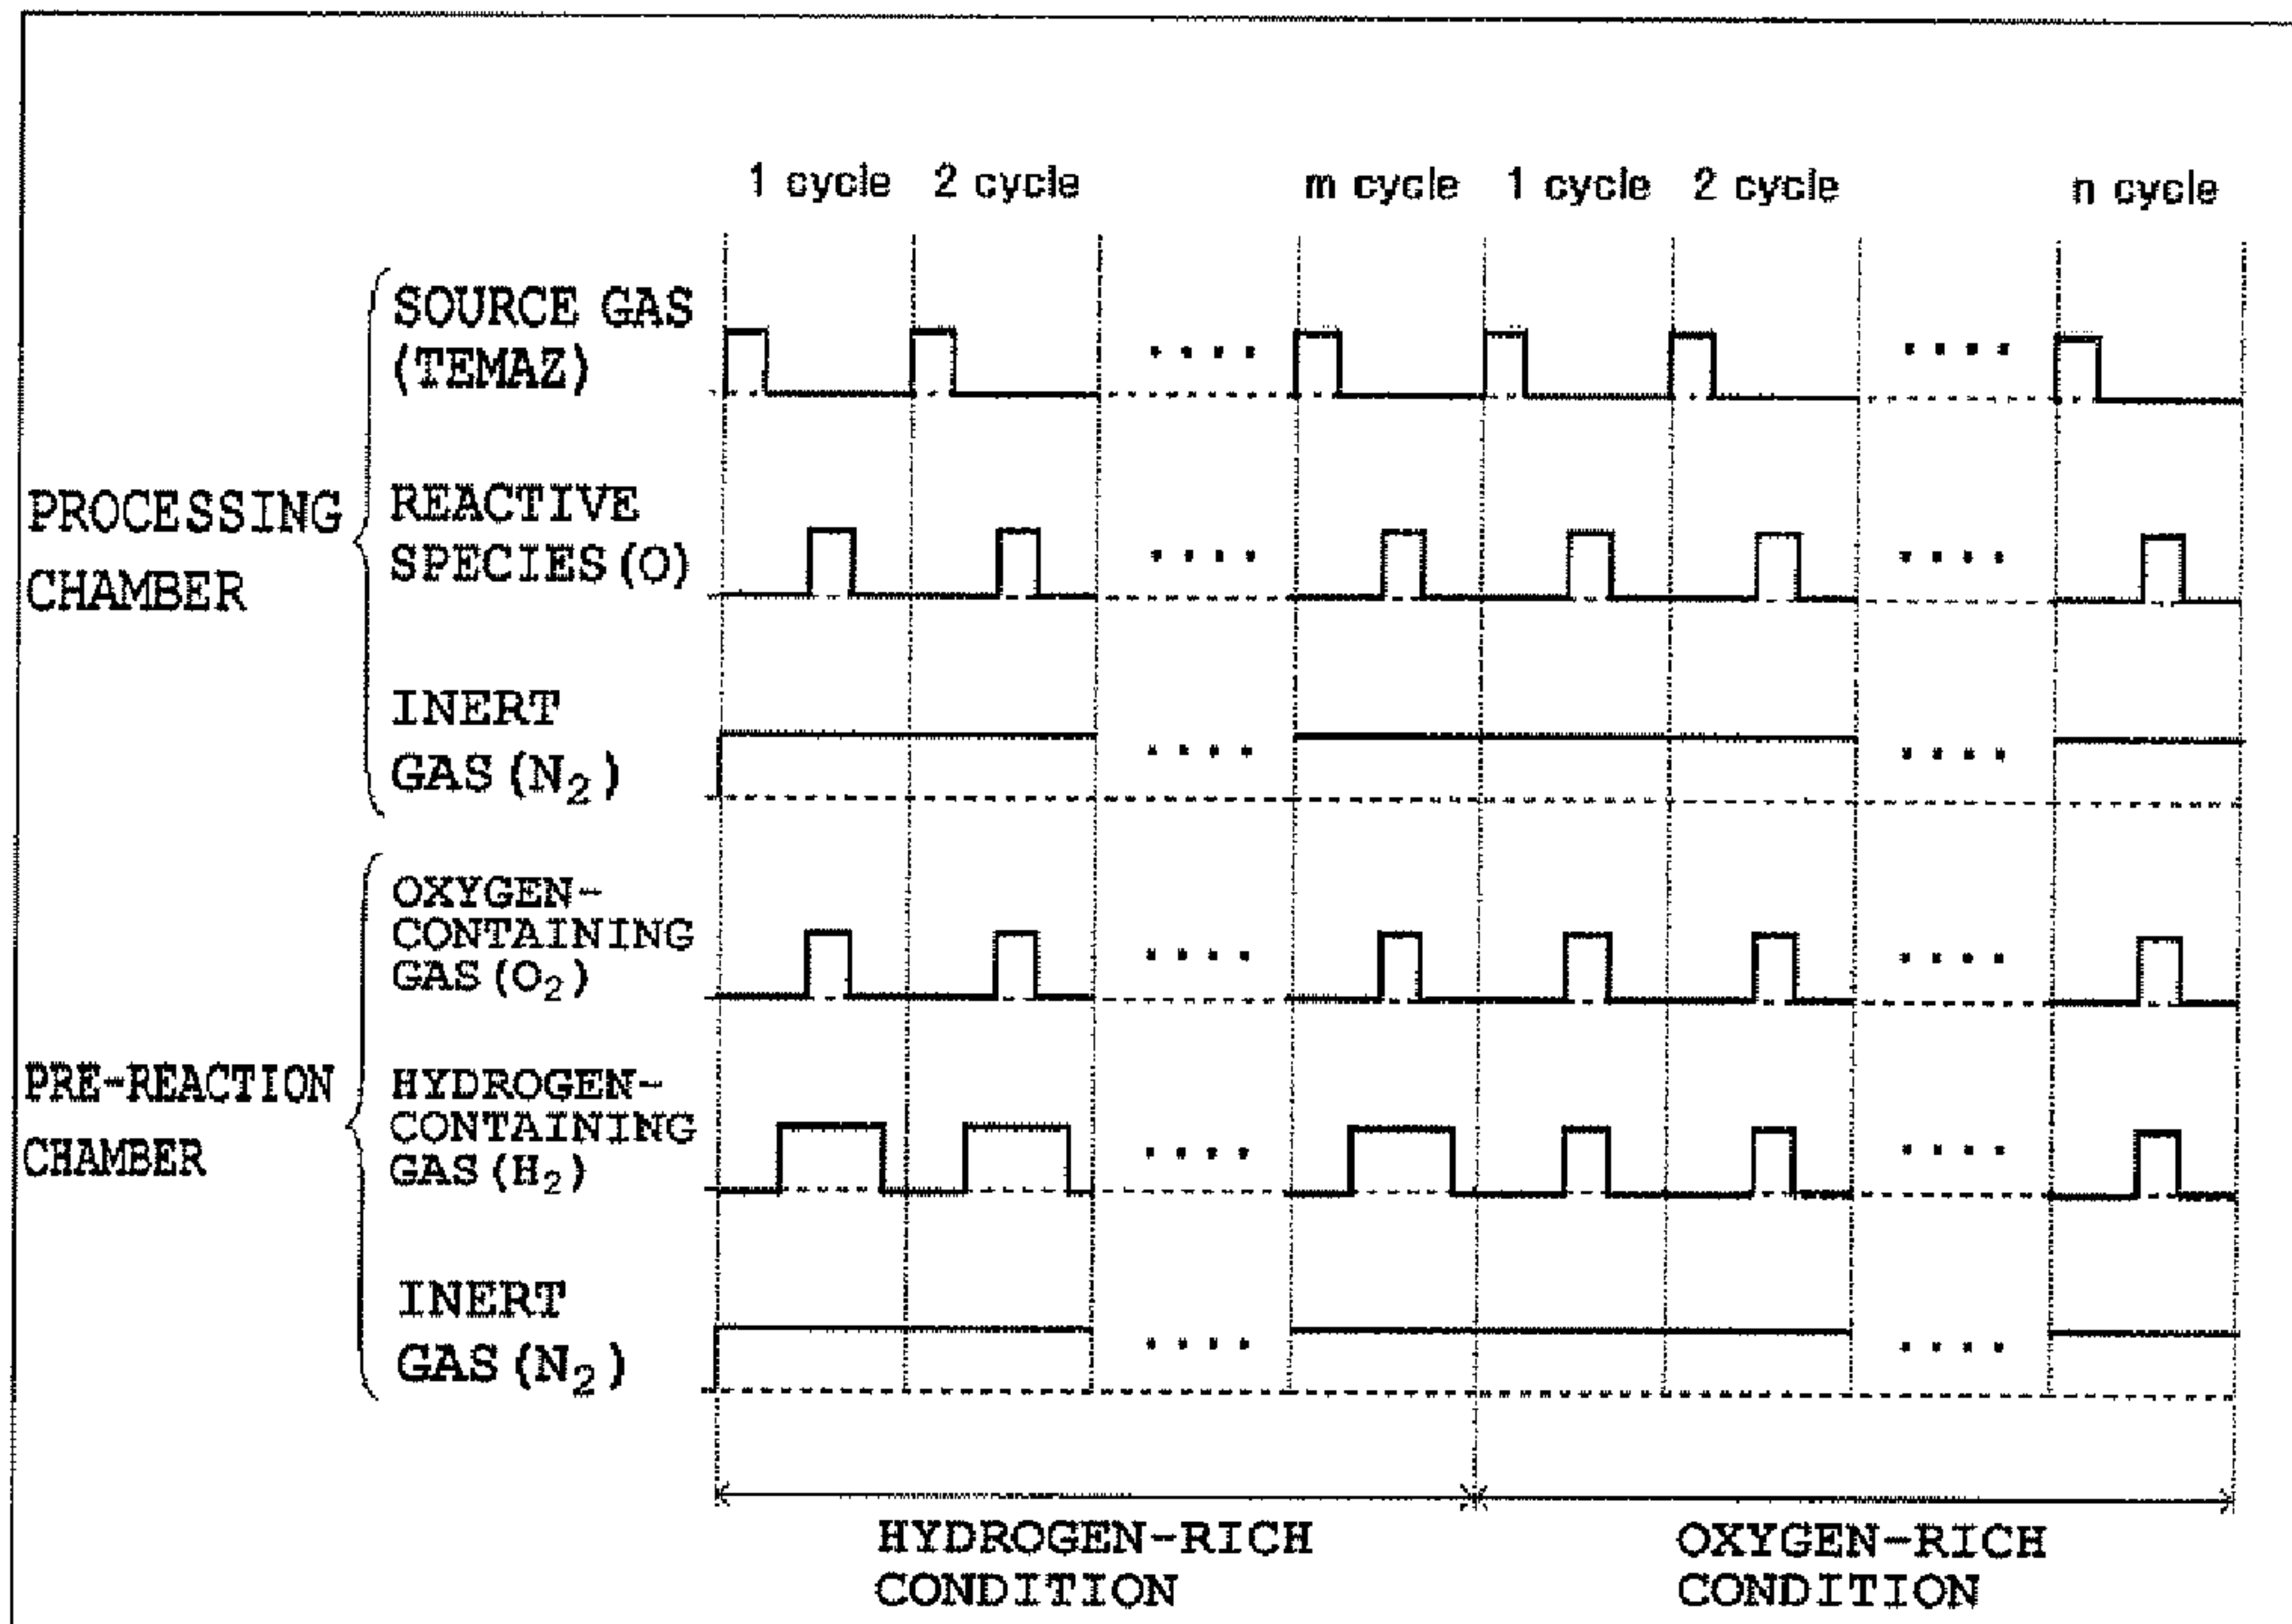 1 cycle 2 cycle m cycle 1 cycle 2 cycle n cycle
SOURCE GAS
(TEMAZ)
PROCESSING
CHAMBER
REACTIVE
SPECIES(O)
INERT
GAS(N₂)
OXYGEN-
CONTAINING
GAS(O₂)
PRE-REACTION
CHAMBER
HYDROGEN-
CONTAINING
GAS(H₂)
INERT
GAS(N₂)
HYDROGEN-RICH
CONDITION
OXYGEN-RICH
CONDITION